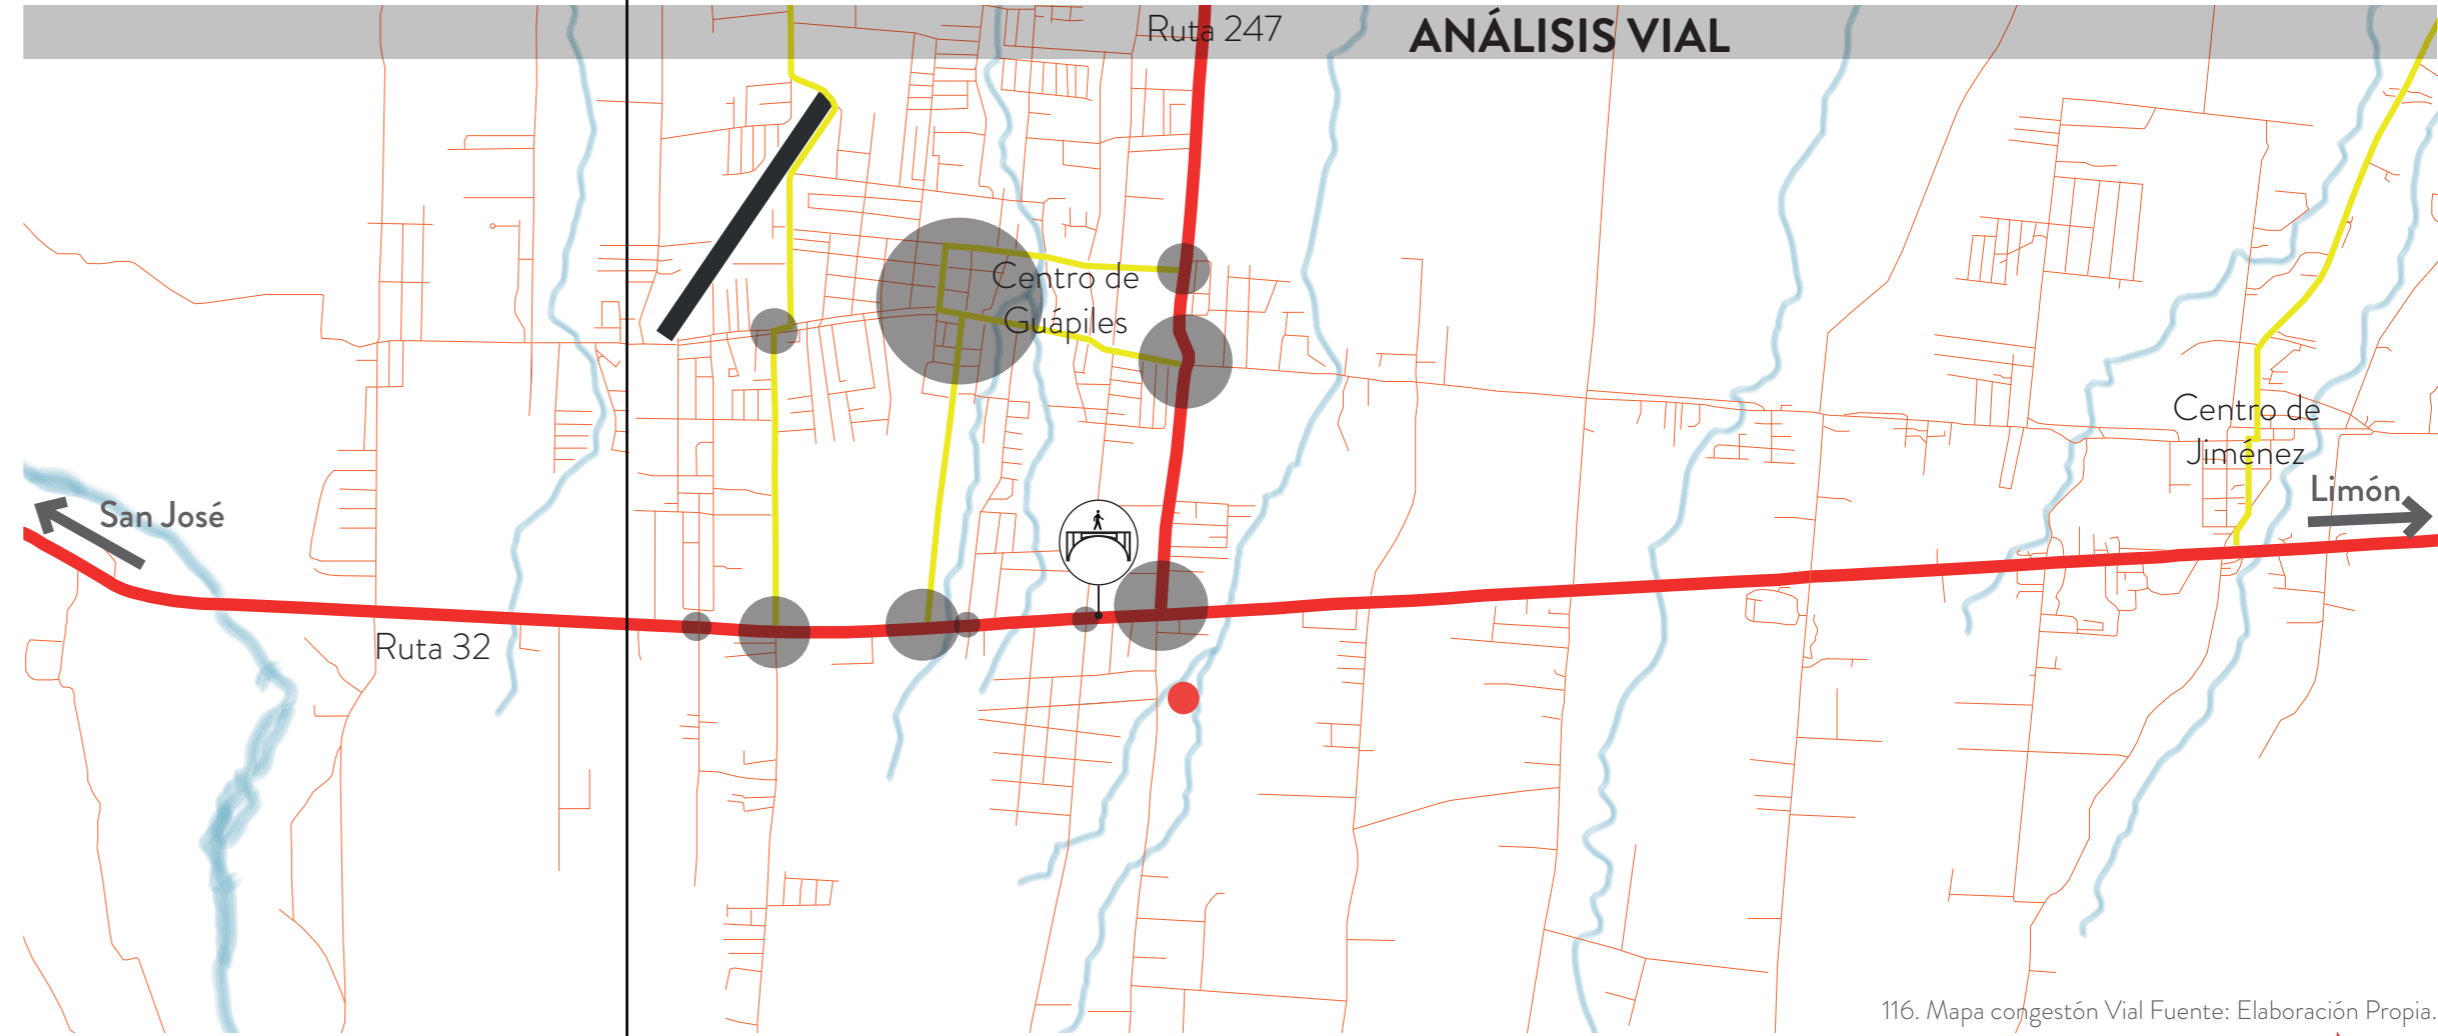 Ruta 247
ANÁLISIS VIAL
Centro de
Guápiles
Centro de
Jiménez
San José
Limón
Ruta 32
116. Mapa congestón Vial Fuente: Elaboración Propia.